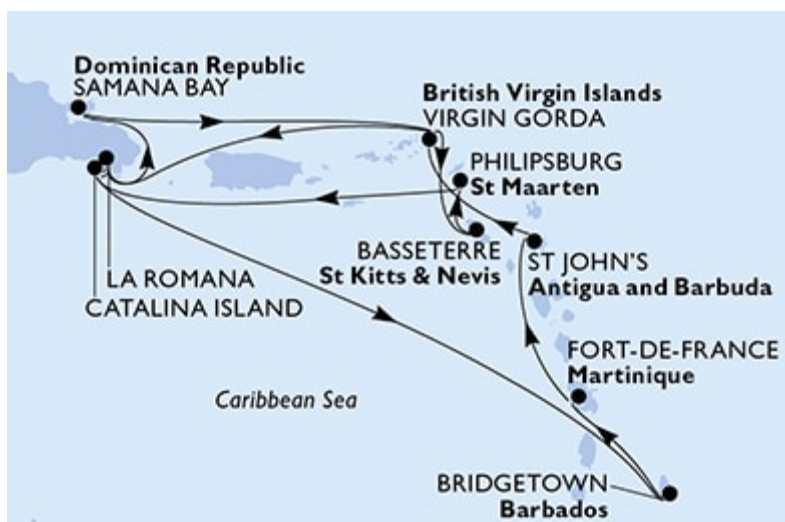 Dominican Republic
SAMANA BAY
British Virgin Islands
VIRGIN GORDA
PHILIPSBURG
St Maarten
BASSETERRE
St Kitts & Nevis
ST JOHN'S
Antigua and Barbuda
LA ROMANA
CATALINA ISLAND
FORT-DE-FRANCE
Martinique
Caribbean Sea
BRIDGETOWN
Barbados